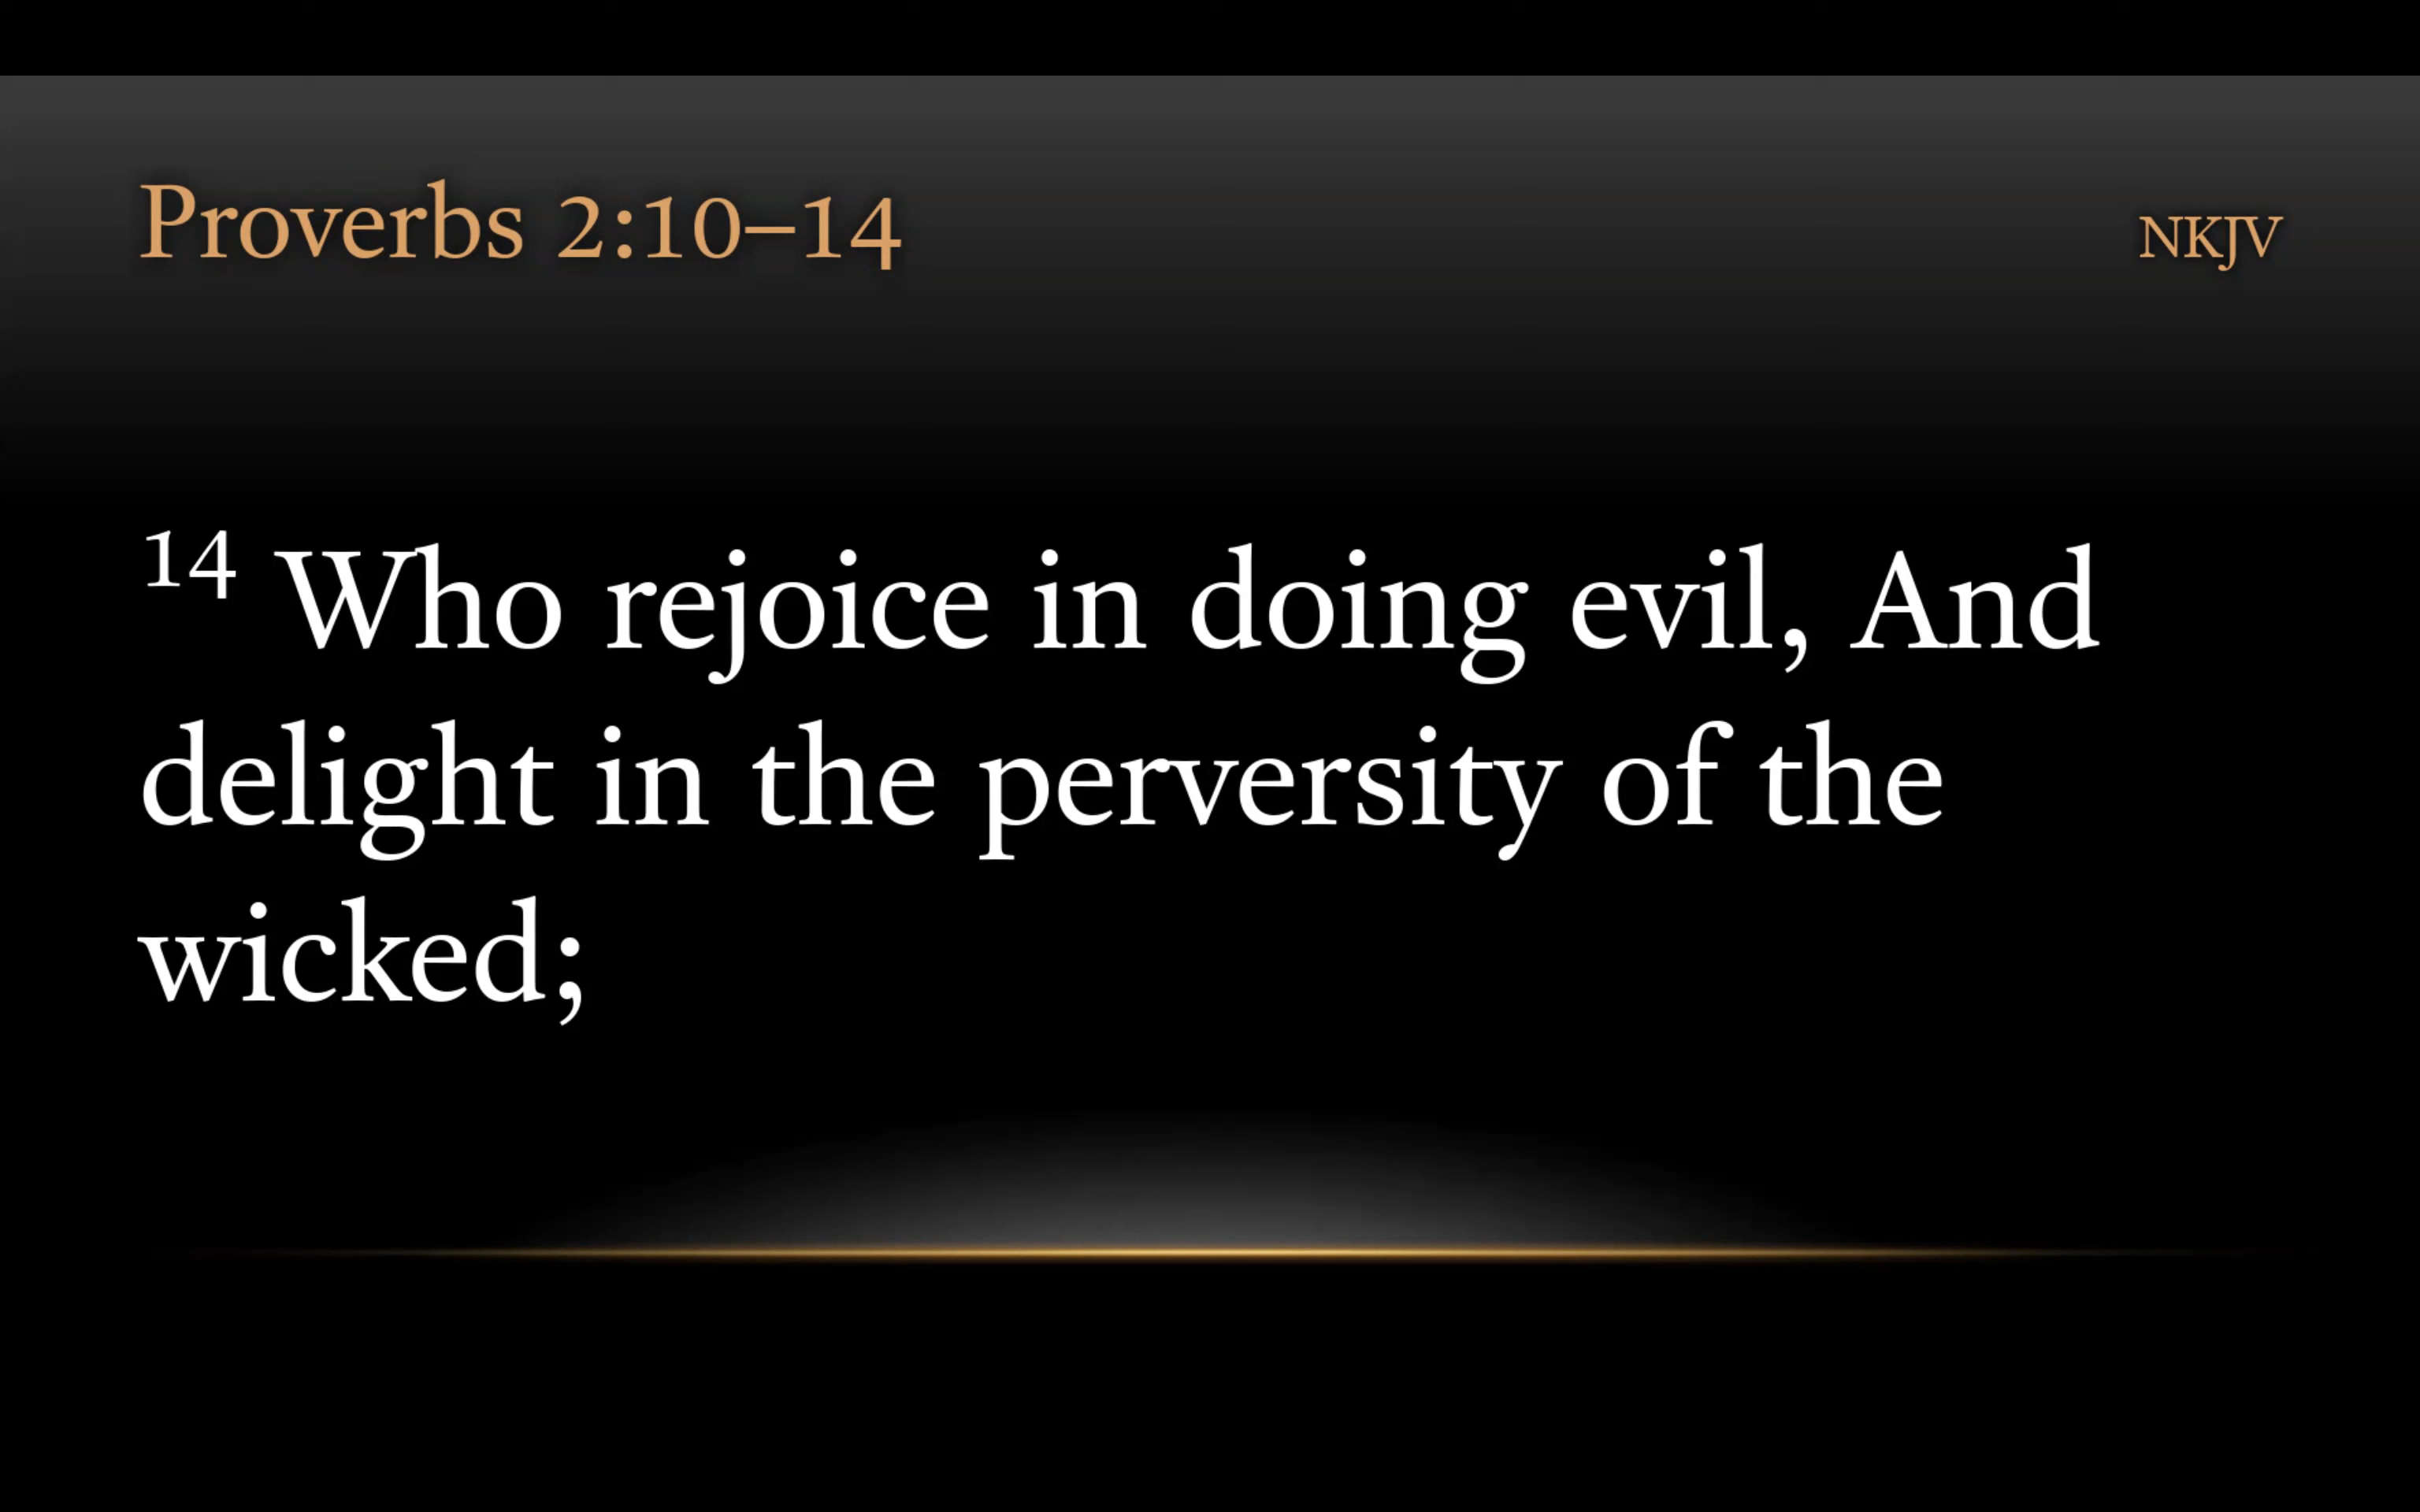 Proverbs 2:10–14
NKJV
14 Who rejoice in doing evil, And
delight in the perversity of the
wicked;